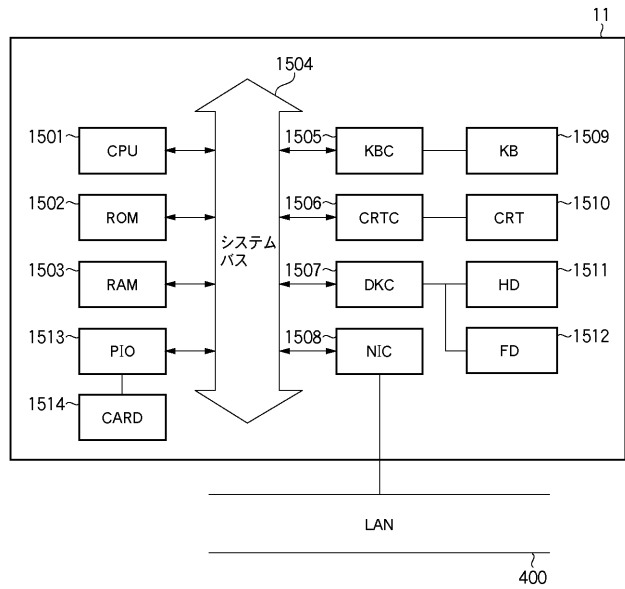 11
1504
1501
CPU
1505
KBC
KB
1509
1502
ROM
1506
CRTC
CRT
1510
システム
バス
1503
RAM
1507
DKC
HD
1511
1513
PIO
1508
NIC
FD
1512
1514
CARD
LAN
400